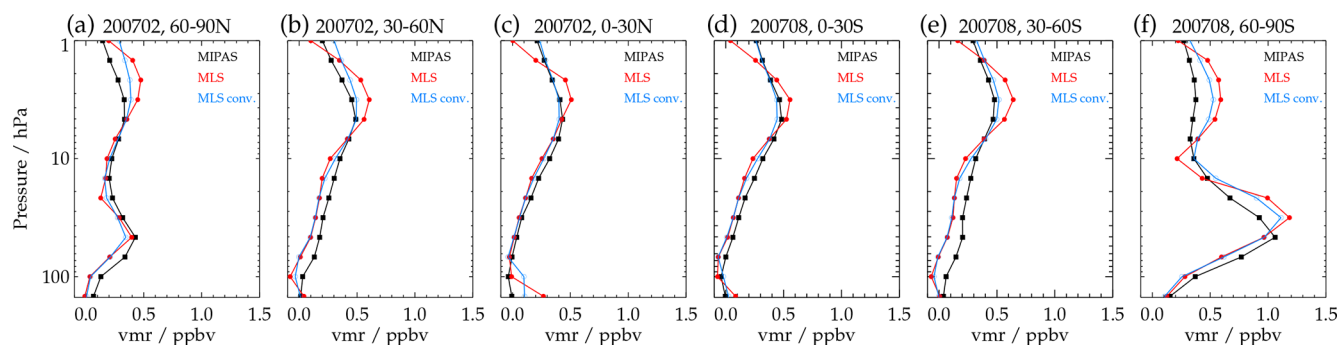 (a) 200702, 60-90N
(b) 200702, 30-60N
(c) 200702, 0-30N
(d) 200708, 0-30S
(e) 200708, 30-60S
(f) 200708, 60-90S
Pressure / hPa
1
10
100
MIPAS
MLS
MLS conv.
MIPAS
MLS
MLS conv.
MIPAS
MLS
MLS conv.
MIPAS
MLS
MLS conv.
MIPAS
MLS
MLS conv.
MIPAS
MLS
MLS conv.
0.0 0.5 1.0 1.5
0.0 0.5 1.0 1.5
0.0 0.5 1.0 1.5
0.0 0.5 1.0 1.5
0.0 0.5 1.0 1.5
0.0 0.5 1.0 1.5
vmr / ppbv
vmr / ppbv
vmr / ppbv
vmr / ppbv
vmr / ppbv
vmr / ppbv